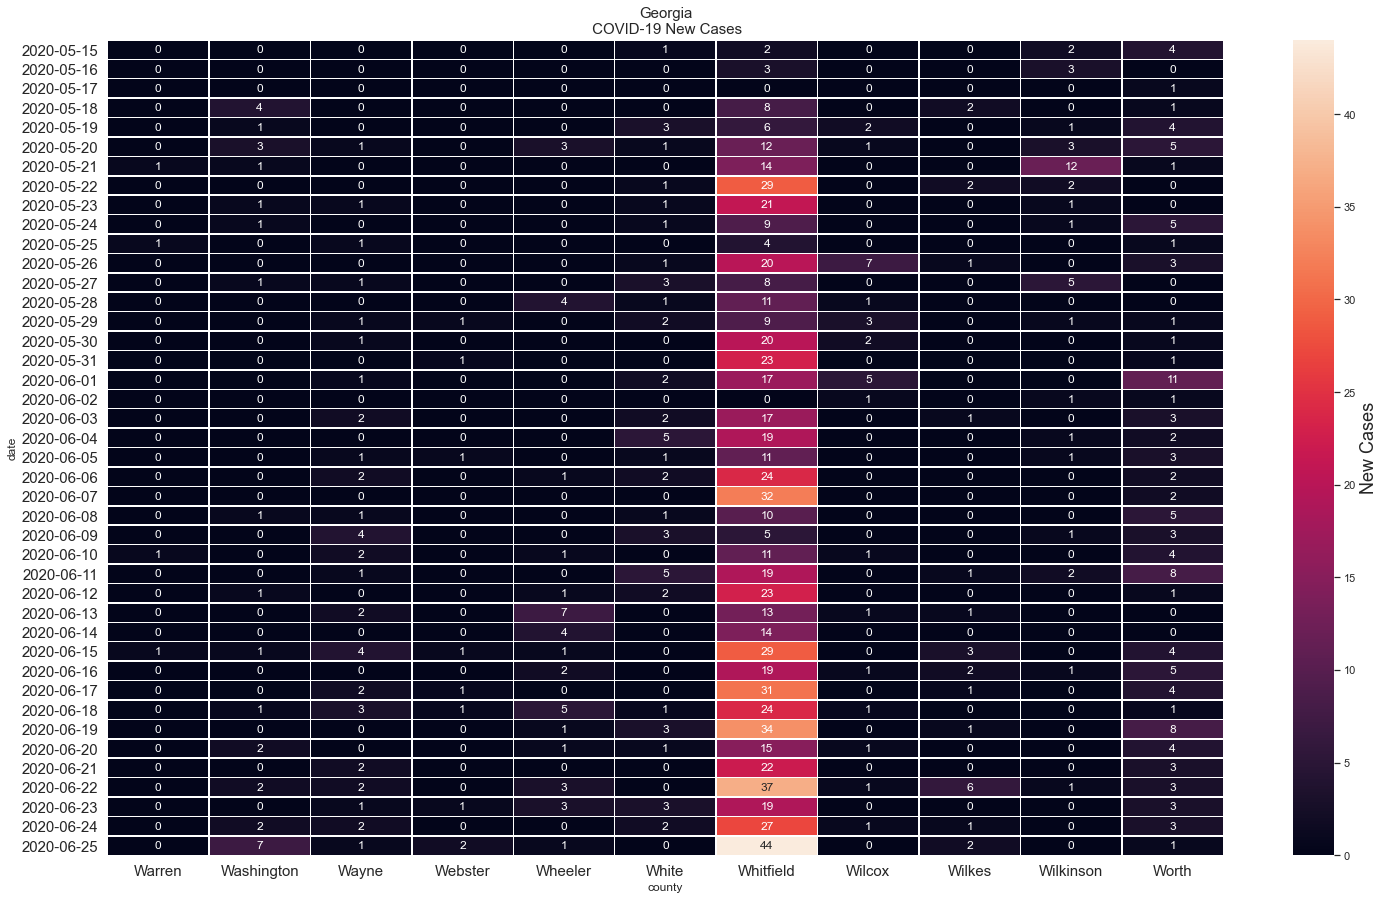 Georgia
COVID-19 New Cases
2020-05-15 0 0 0 0 0 1 2 0 0 2 4
2020-05-16 0 0 0 0 0 0 3 0 0 3 0
2020-05-17 0 0 0 0 0 0 0 0 0 0 1
2020-05-18 0 4 0 0 0 0 8 0 2 0 1
2020-05-19 0 1 0 0 0 3 6 2 0 1 4
2020-05-20 0 3 1 0 3 1 12 1 0 3 5
2020-05-21 1 1 0 0 0 0 14 0 0 12 1
2020-05-22 0 0 0 0 0 1 29 0 2 2 0
2020-05-23 0 1 1 0 0 1 21 0 0 1 0
2020-05-24 0 1 0 0 0 1 9 0 0 1 5
2020-05-25 1 0 1 0 0 0 4 0 0 0 1
2020-05-26 0 0 0 0 0 1 20 7 1 0 3
2020-05-27 0 1 1 0 0 3 8 0 0 5 0
2020-05-28 0 0 0 0 4 1 11 1 0 0 0
2020-05-29 0 0 1 1 0 2 9 3 0 1 1
2020-05-30 0 0 1 0 0 0 20 2 0 0 1
2020-05-31 0 0 0 1 0 0 23 0 0 0 1
2020-06-01 0 0 1 0 0 2 17 5 0 0 11
2020-06-02 0 0 0 0 0 0 0 1 0 1 1
2020-06-03 0 0 2 0 0 2 17 0 1 0 3
2020-06-04 0 0 0 0 0 5 19 0 0 1 2
2020-06-05 0 0 1 1 0 1 11 0 0 1 3
2020-06-06 0 0 2 0 1 2 24 0 0 0 2
2020-06-07 0 0 0 0 0 0 32 0 0 0 2
2020-06-08 0 1 1 0 0 1 10 0 0 0 5
2020-06-09 0 0 4 0 0 3 5 0 0 1 3
2020-06-10 1 0 2 0 1 0 11 1 0 0 4
2020-06-11 0 0 1 0 0 5 19 0 1 2 8
2020-06-12 0 1 0 0 1 2 23 0 0 0 1
2020-06-13 0 0 2 0 7 0 13 1 1 0 0
2020-06-14 0 0 0 0 4 0 14 0 0 0 0
2020-06-15 1 1 4 1 1 0 29 0 3 0 4
2020-06-16 0 0 0 0 2 0 19 1 2 1 5
2020-06-17 0 0 2 1 0 0 31 0 1 0 4
2020-06-18 0 1 3 1 5 1 24 1 0 0 1
2020-06-19 0 0 0 0 1 3 34 0 1 0 8
2020-06-20 0 2 0 0 1 1 15 1 0 0 4
2020-06-21 0 0 2 0 0 0 22 0 0 0 3
2020-06-22 0 2 2 0 3 0 37 1 6 1 3
2020-06-23 0 0 1 1 3 3 19 0 0 0 3
2020-06-24 0 2 2 0 0 2 27 1 1 0 3
2020-06-25 0 7 1 2 1 0 44 0 2 0 1
Warren Washington Wayne Webster Wheeler White Whitfield Wilcox Wilkes Wilkinson Worth
county
date
40
35
30
25
20
15
10
5
0
New Cases